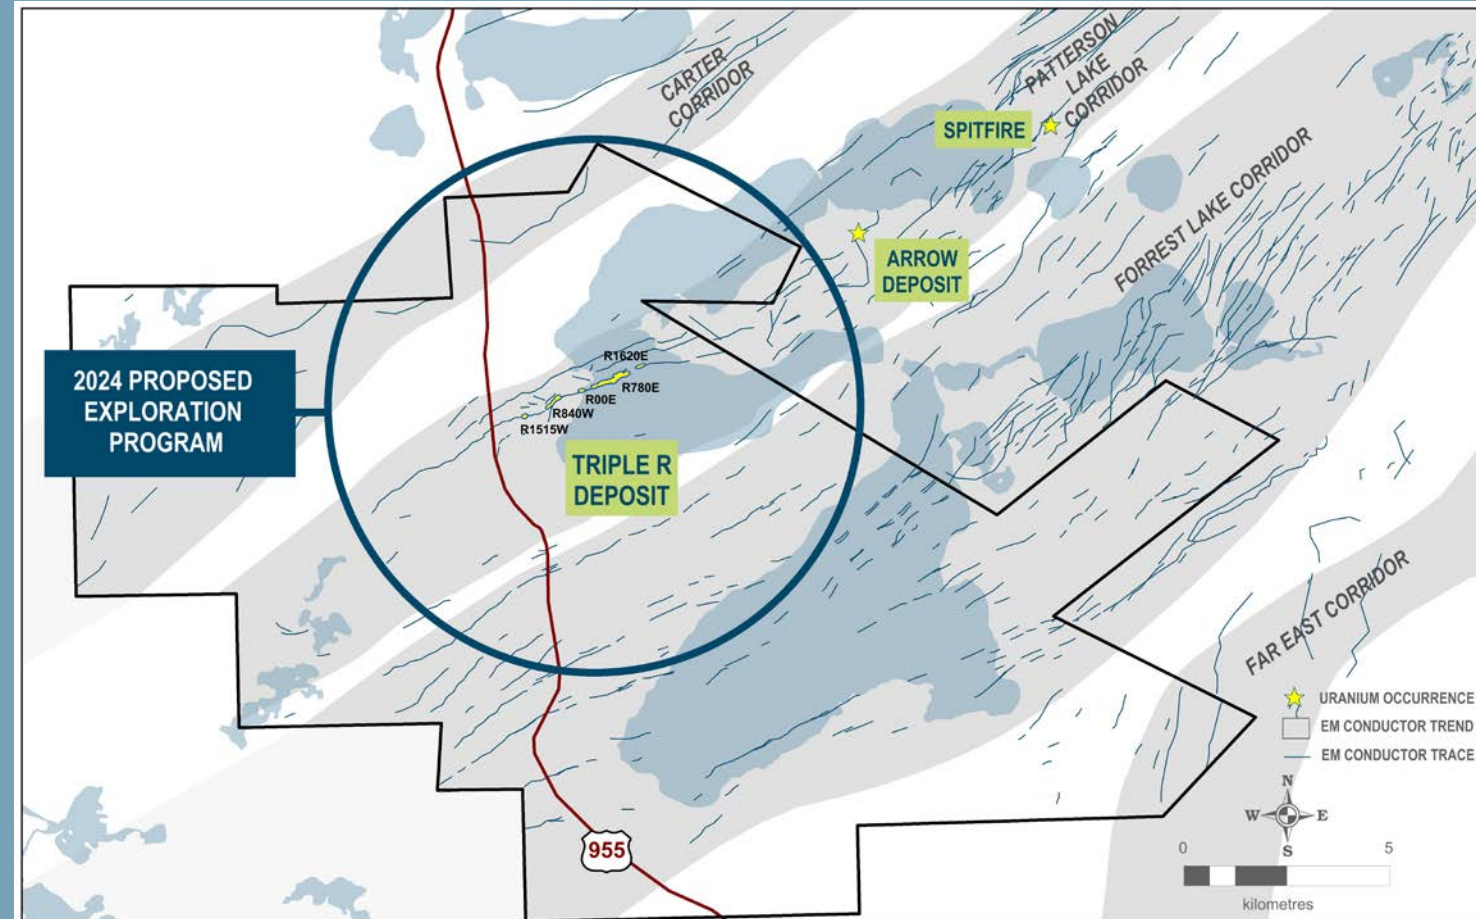 CARTER
CORRIDOR
PATTERSON
LAKE
CORRIDOR
SPITFIRE
FORREST LAKE CORRIDOR
ARROW
DEPOSIT
2024 PROPOSED
EXPLORATION
PROGRAM
R1620E
R780E
R00E
R840W
R1515W
TRIPLE R
DEPOSIT
FAR EAST CORRIDOR
URANIUM OCCURRENCE
EM CONDUCTOR TREND
EM CONDUCTOR TRACE
N
W E
S
955
0 5
kilometres